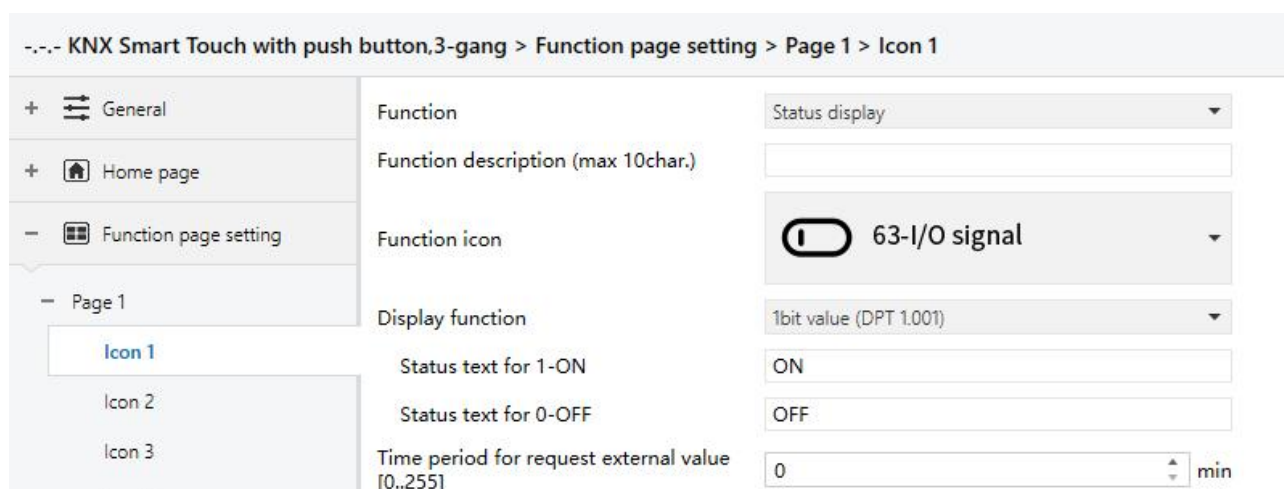 -.-.- KNX Smart Touch with push button,3-gang > Function page setting > Page 1 > Icon 1
+ General
+ Home page
− Function page setting
− Page 1
Icon 1
Icon 2
Icon 3
Function
Status display
Function description (max 10char.)
Function icon
63-I/O signal
Display function
1bit value (DPT 1.001)
Status text for 1-ON
ON
Status text for 0-OFF
OFF
Time period for request external value
[0..255]
0
min